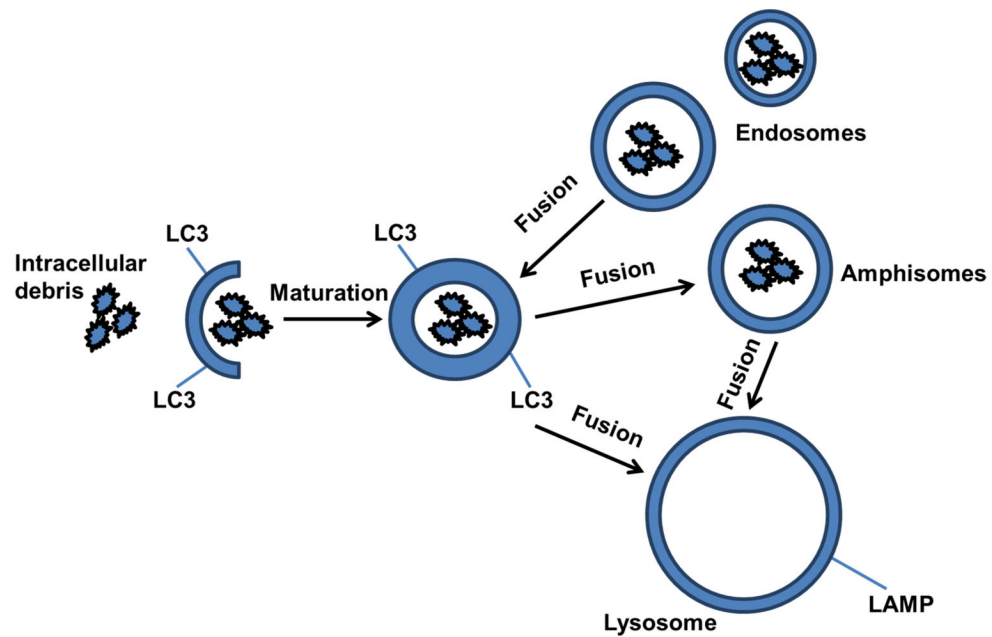 Endosomes
Fusion
LC3
LC3
Intracellular
debris
Maturation
Fusion
Amphisomes
Fusion
LC3
LC3
Fusion
LAMP
Lysosome